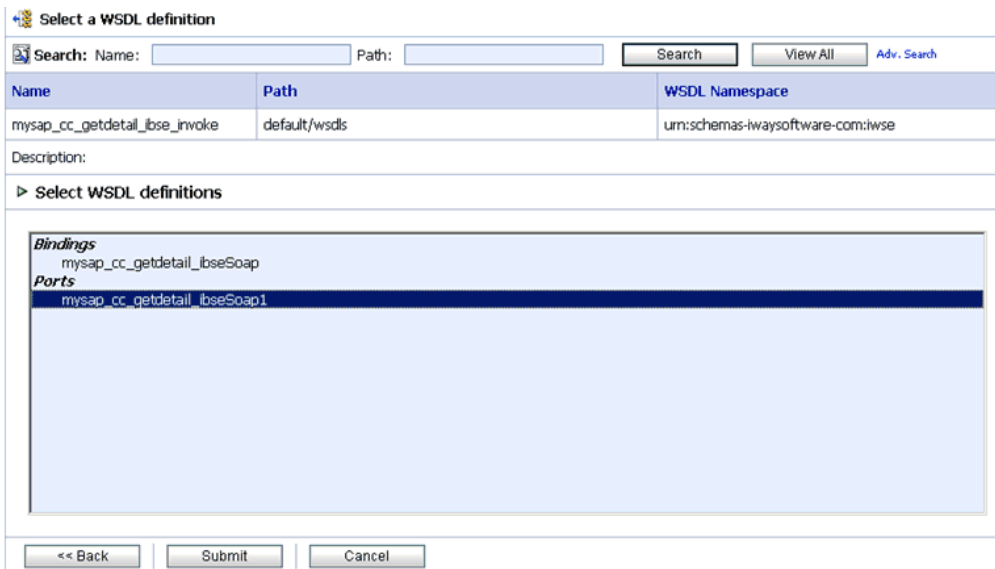 Select a WSDL definition
Search: Name: Path: Search View All Adv. Search
Name Path WSDL Namespace
mysap_cc_getdetail_ibse_invoke default/wsdls urn:schemas-iwaysoftware-com:iwse
Description:
Select WSDL definitions
Bindings
mysap_cc_getdetail_ibseSoap
Ports
mysap_cc_getdetail_ibseSoap1
<< Back Submit Cancel